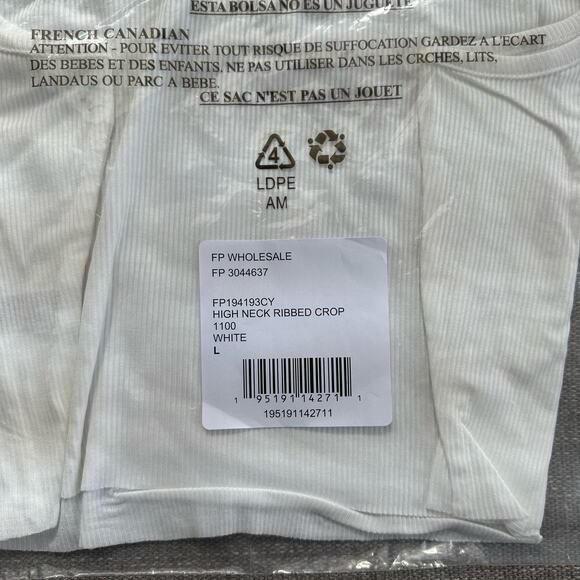 ESTA BOLSA NO ES UN JUGUETE
FRENCH CANADIAN
ATTENTION - POUR EVITER TOUT RISQUE DE SUFFOCATION GARDEZ A L'ECART
DES BEBES ET DES ENFANTS, NE PAS UTILISER DANS LES CRCHES, LITS,
LANDAUS OU PARC A BEBE.
CE SAC N'EST PAS UN JOUET
4
LDPE
AM
FP WHOLESALE
FP 3044637
FP194193CY
HIGH NECK RIBBED CROP
1100
WHITE
L
1 95191 14271 1
195191142711